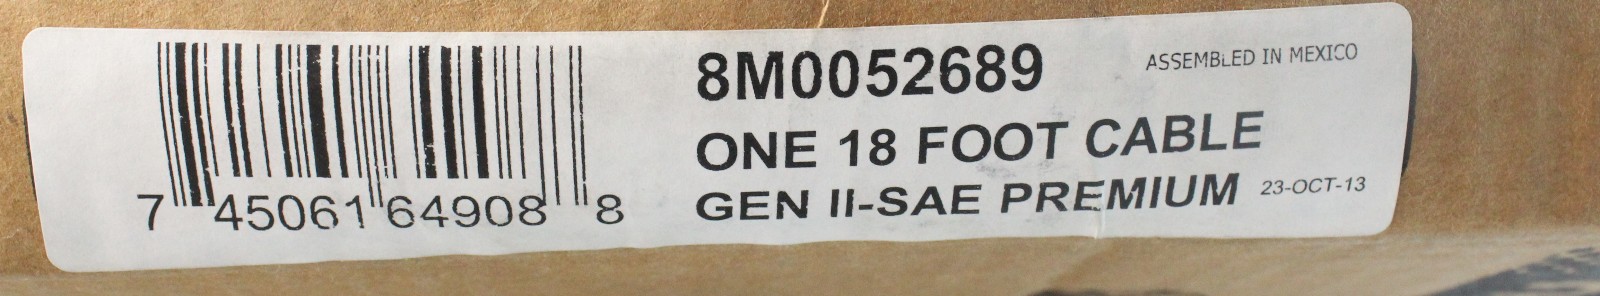 8M0052689
ASSEMBLED IN MEXICO
ONE 18 FOOT CABLE
GEN II-SAE PREMIUM
23-OCT-13
7 45061 64908 8